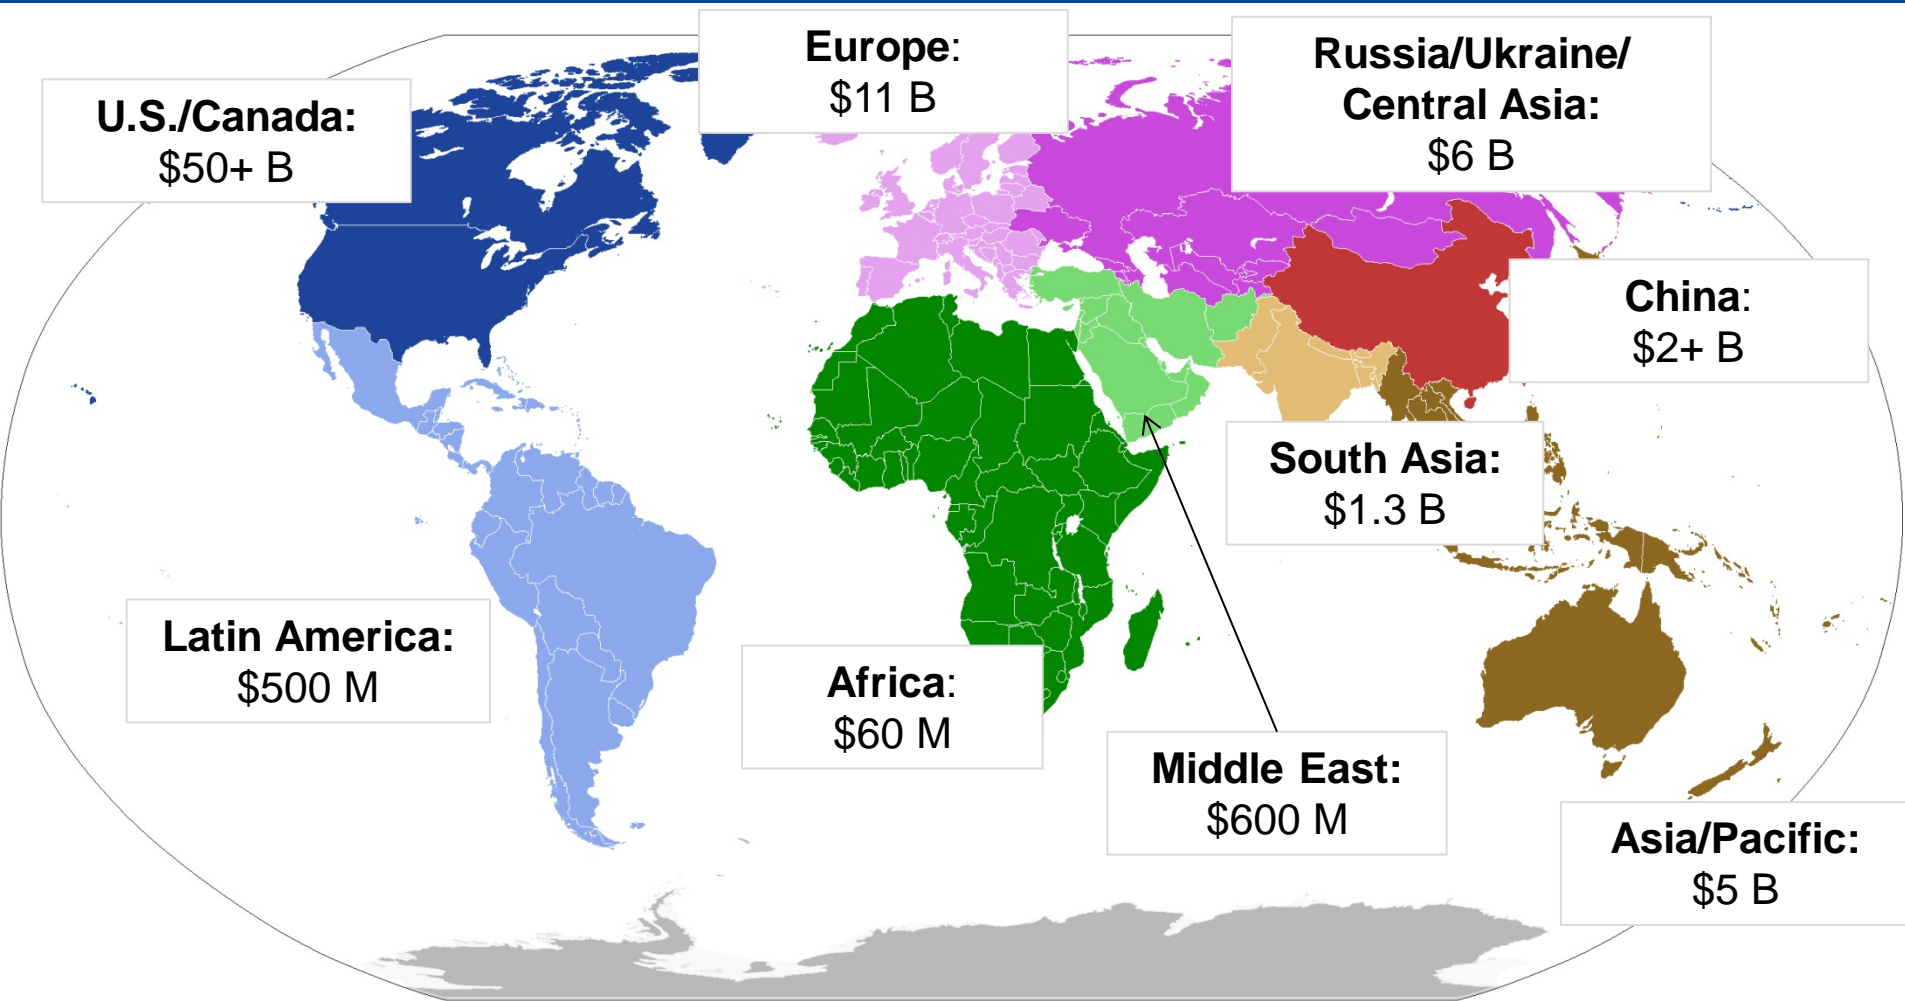 Europe:
$11 B
Russia/Ukraine/
Central Asia:
$6 B
U.S./Canada:
$50+ B
China:
$2+ B
South Asia:
$1.3 B
Latin America:
$500 M
Africa:
$60 M
Middle East:
$600 M
Asia/Pacific:
$5 B